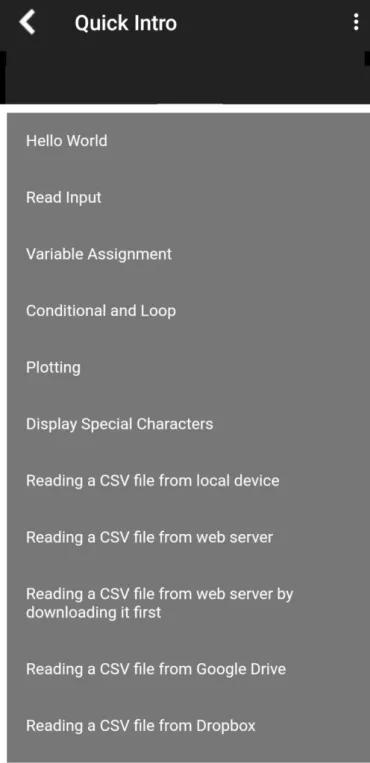 Quick Intro
Hello World
Read Input
Variable Assignment
Conditional and Loop
Plotting
Display Special Characters
Reading a CSV file from local device
Reading a CSV file from web server
Reading a CSV file from web server by
downloading it first
Reading a CSV file from Google Drive
Reading a CSV file from Dropbox